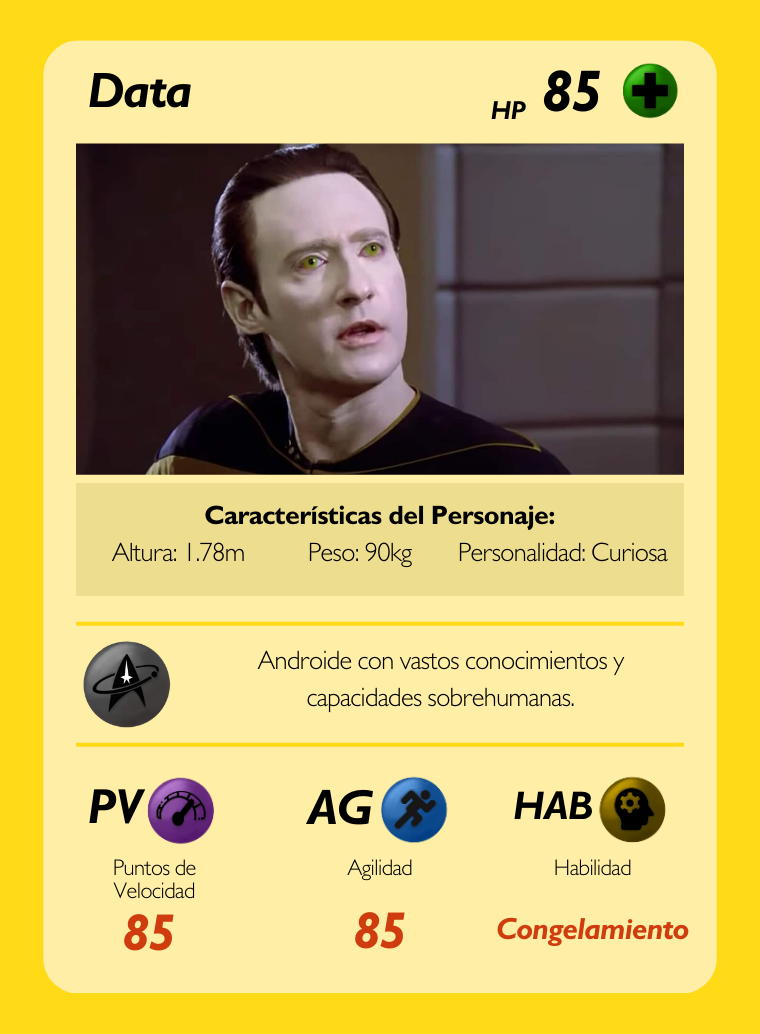 Data
HP 85
Características del Personaje:
Altura: 1.78m Peso: 90kg Personalidad: Curiosa
Androide con vastos conocimientos y
capacidades sobrehumanas.
PV AG HAB
Puntos de
Velocidad
Agilidad
Habilidad
85
85
Congelamiento